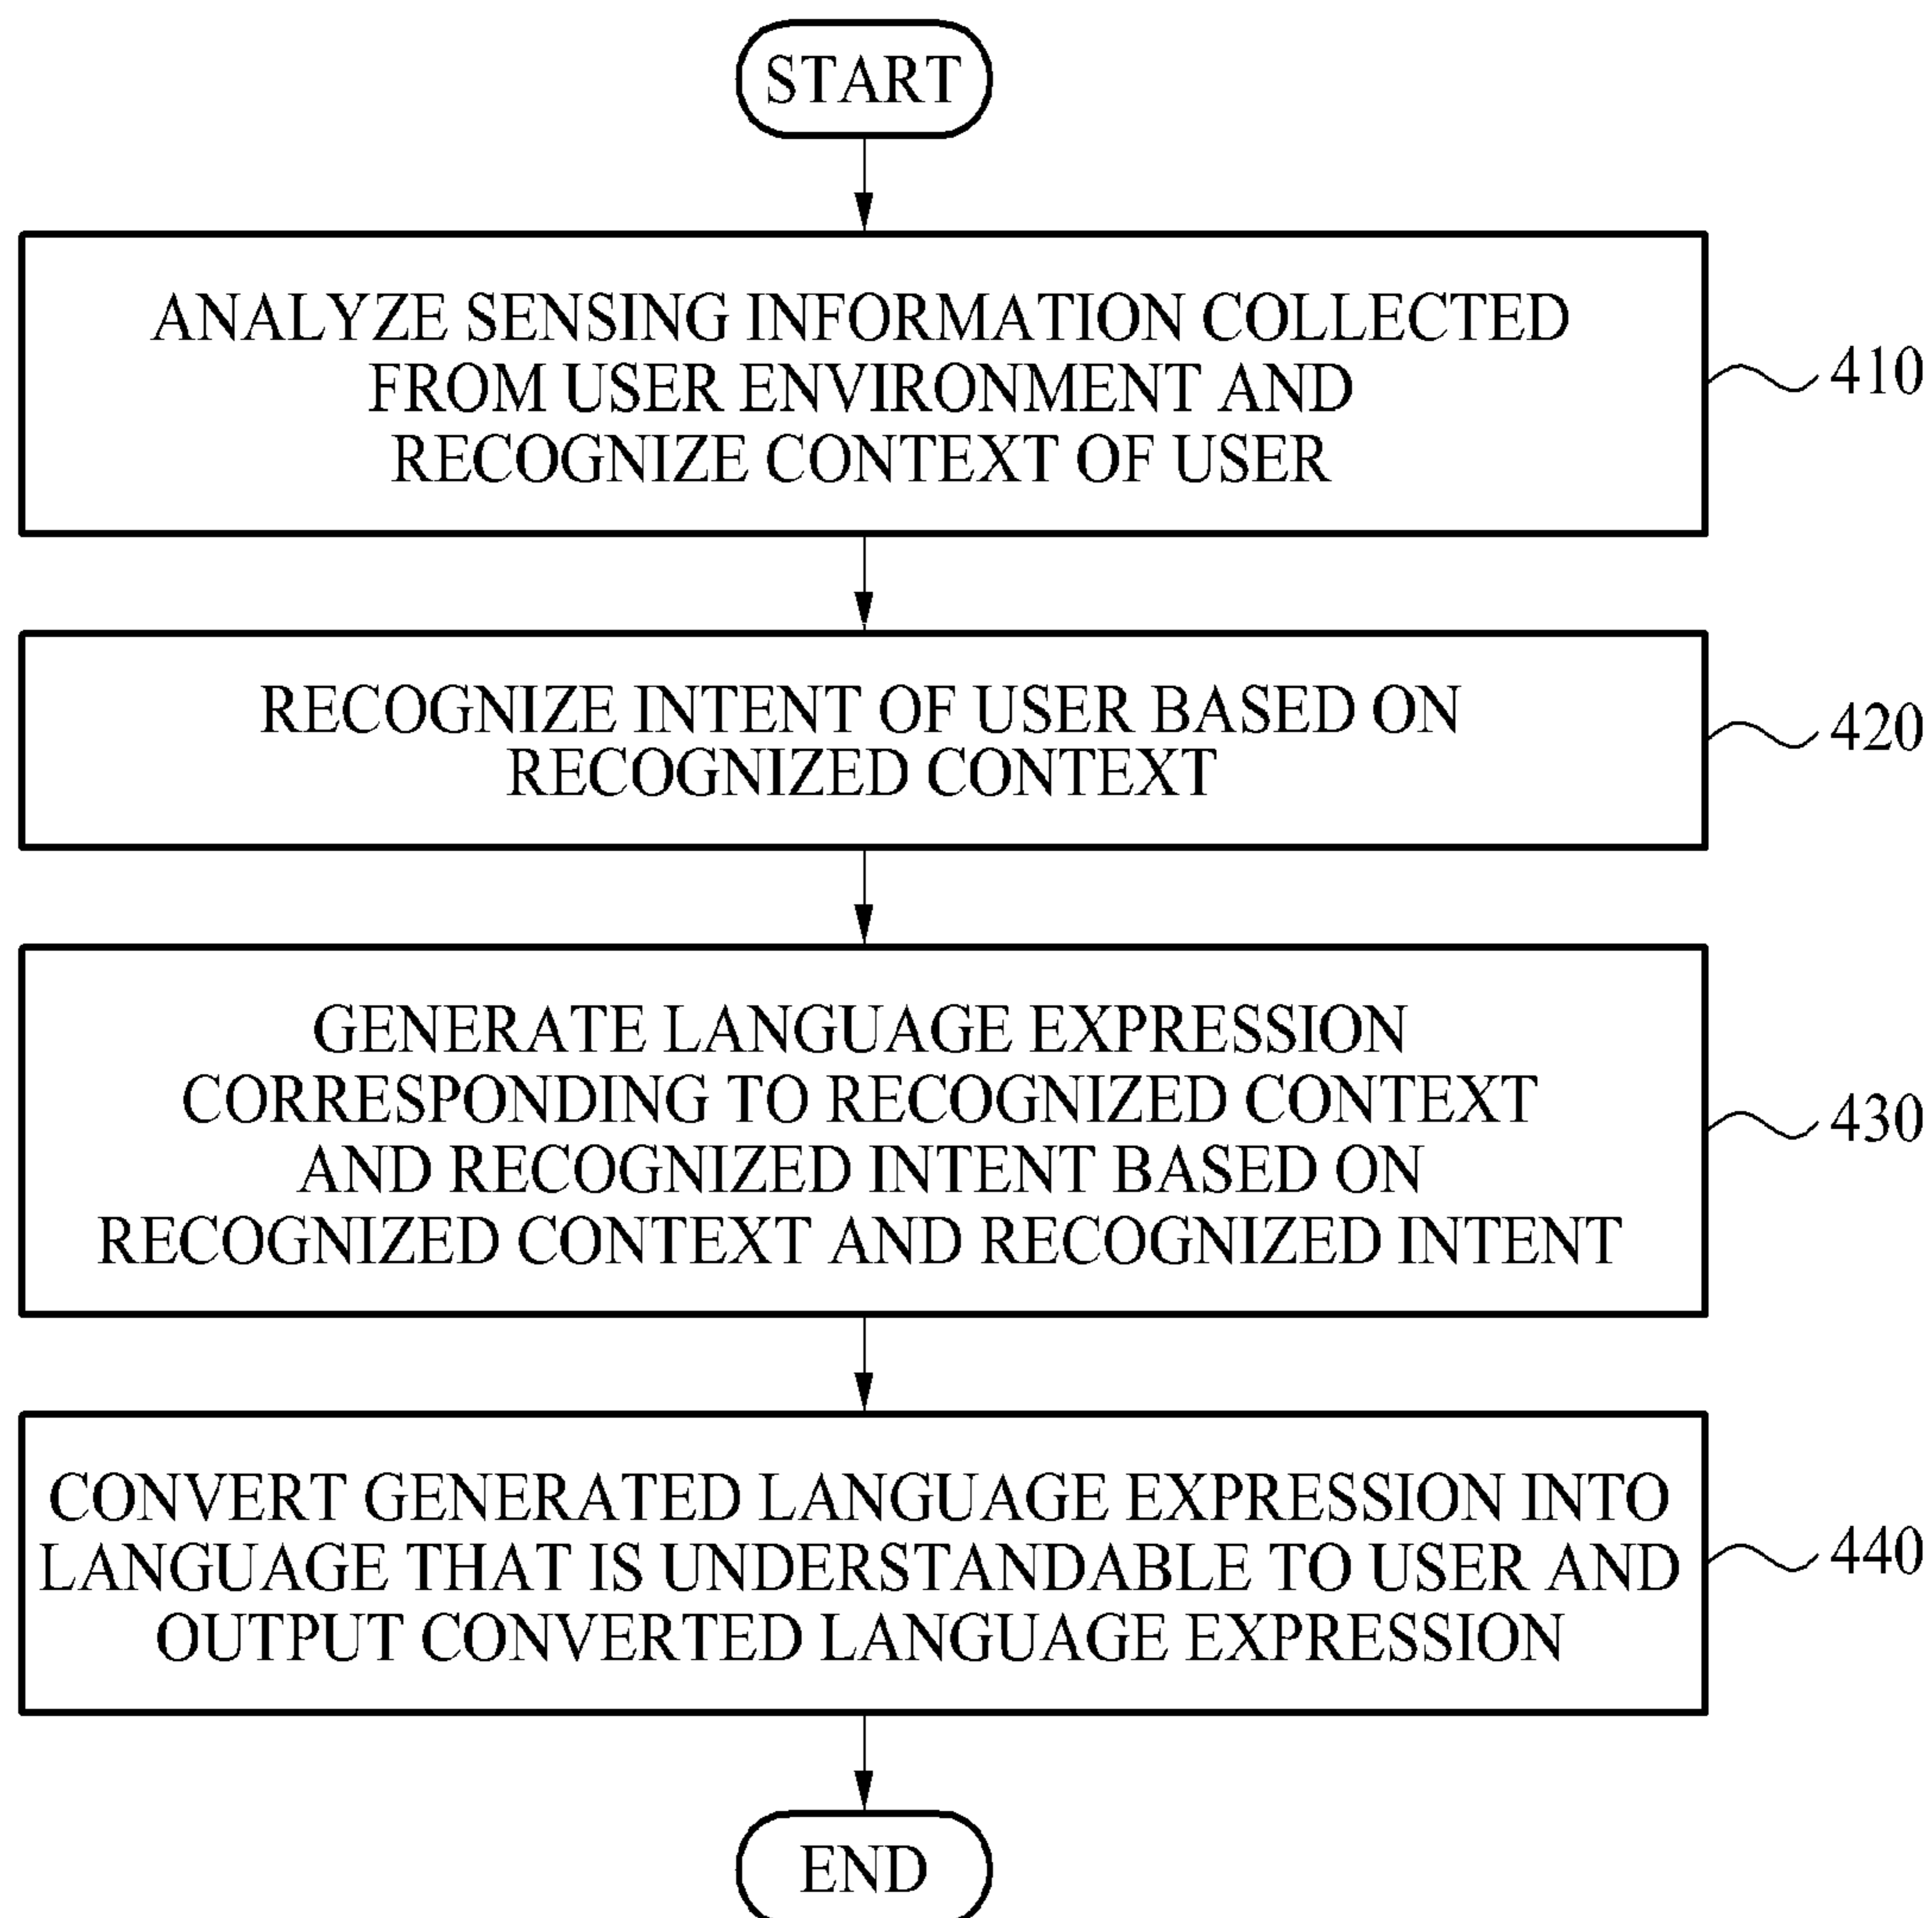 START
ANALYZE SENSING INFORMATION COLLECTED
FROM USER ENVIRONMENT AND
RECOGNIZE CONTEXT OF USER
410
RECOGNIZE INTENT OF USER BASED ON
RECOGNIZED CONTEXT
420
GENERATE LANGUAGE EXPRESSION
CORRESPONDING TO RECOGNIZED CONTEXT
AND RECOGNIZED INTENT BASED ON
RECOGNIZED CONTEXT AND RECOGNIZED INTENT
430
CONVERT GENERATED LANGUAGE EXPRESSION INTO
LANGUAGE THAT IS UNDERSTANDABLE TO USER AND
OUTPUT CONVERTED LANGUAGE EXPRESSION
440
END